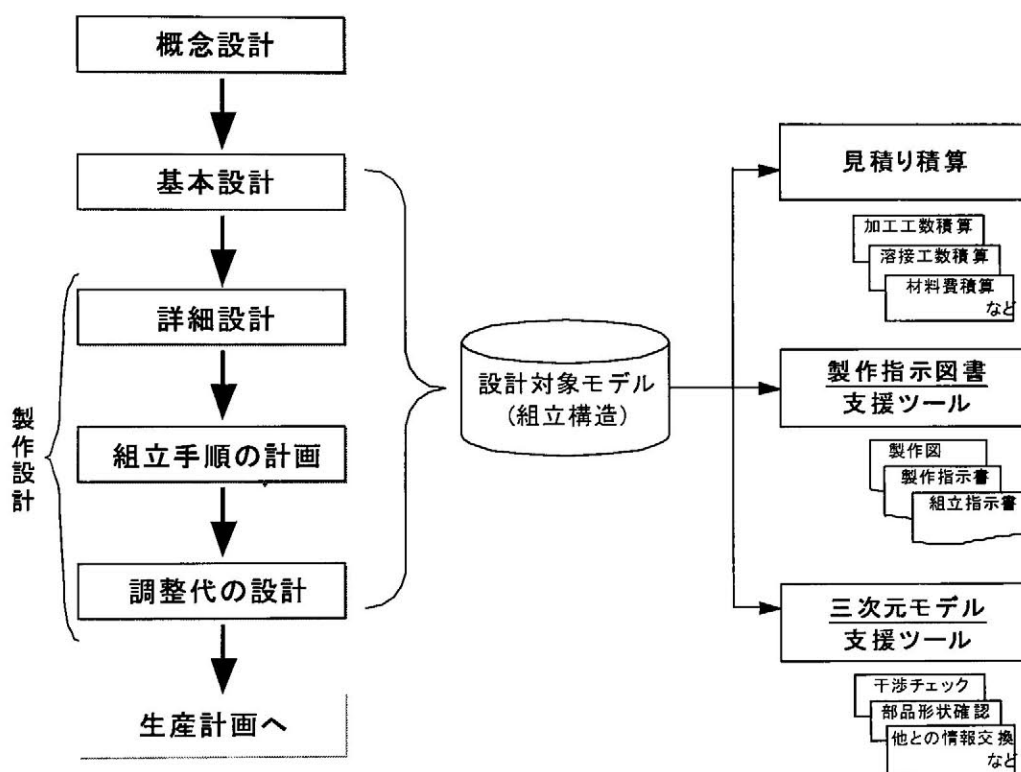 概念設計
基本設計
詳細設計
組立手順の計画
調整代の設計
生産計画へ
製作設計
設計対象モデル
(組立構造)
見積り積算
加工工数積算
溶接工数積算
材料費積算
など
製作指示図書
支援ツール
製作図
製作指示書
組立指示書
三次元モデル
支援ツール
干渉チェック
部品形状確認
他との情報交換
など